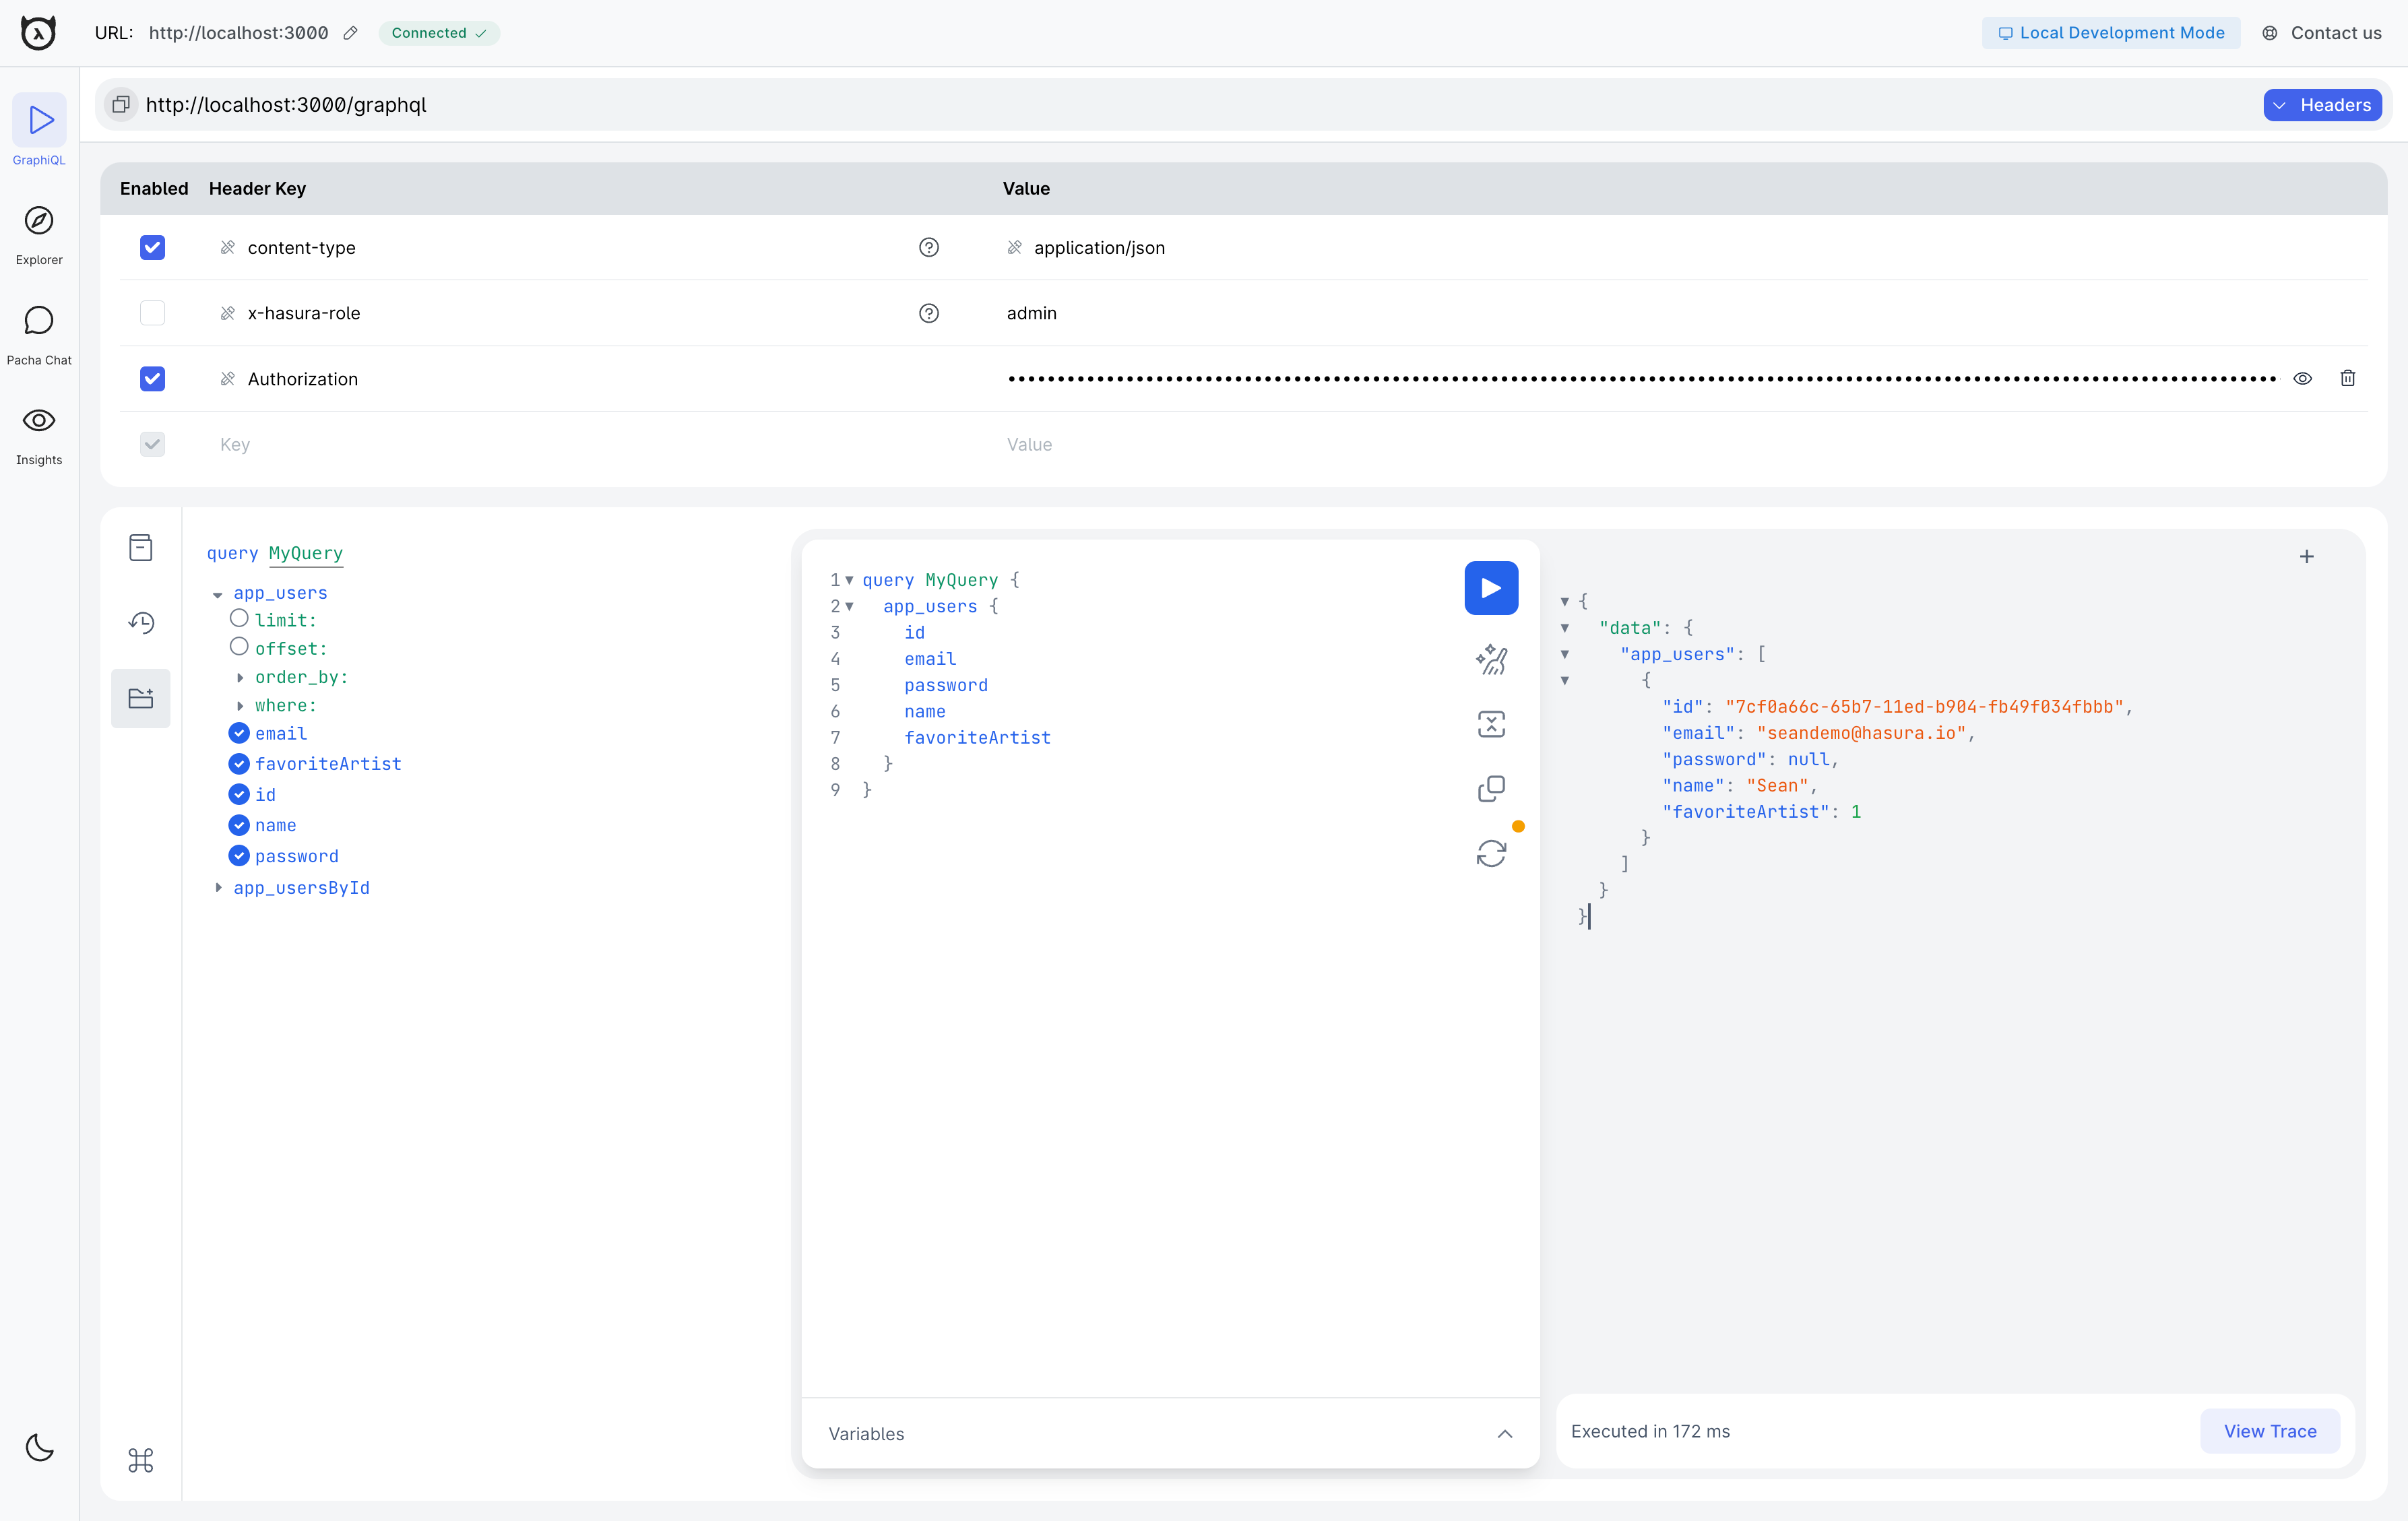 URL: http://localhost:3000 Connected Local Development Mode Contact us
http://localhost:3000/graphql Headers
GraphiQL
Explorer
Pacha Chat
Insights
Enabled Header Key Value
content-type application/json
x-hasura-role admin
Authorization ••••••••••••••••••••••••••••••••••••••••••••••••••••••••••••••••••••••••••••••••••••••••••••••••••••••••••••••••••••••••••••••••
Key Value
query MyQuery
app_users
limit:
offset:
order_by:
where:
email
favoriteArtist
id
name
password
app_usersById
1 query MyQuery {
2 app_users {
3 id
4 email
5 password
6 name
7 favoriteArtist
8 }
9 }
Variables
{
"data": {
"app_users": [
{
"id": "7cf0a66c-65b7-11ed-b904-fb49f034fbbb",
"email": "seandemo@hasura.io",
"password": null,
"name": "Sean",
"favoriteArtist": 1
}
]
}
}
Executed in 172 ms View Trace